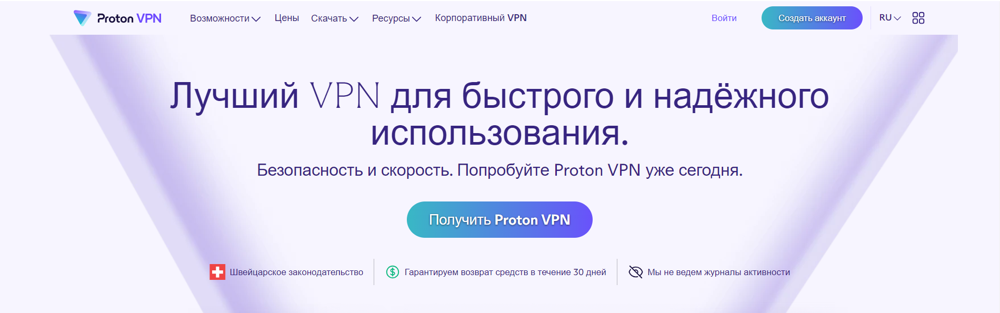 Proton VPN Возможности Цены Скачать Ресурсы Корпоративный VPN Войти Создать аккаунт RU
Лучший VPN для быстрого и надёжного
использования.
Безопасность и скорость. Попробуйте Proton VPN уже сегодня.
Получить Proton VPN
Швейцарское законодательство Гарантируем возврат средств в течение 30 дней Мы не ведем журналы активности